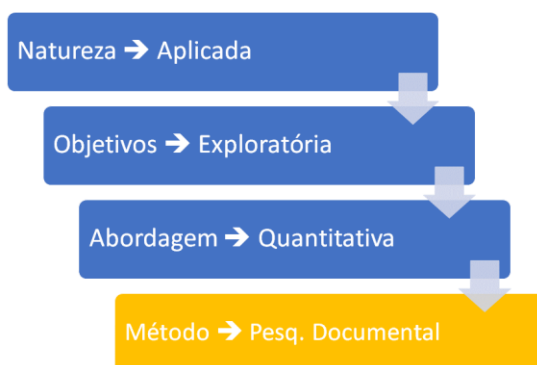 Natureza ➔ Aplicada
Objetivos ➔ Exploratória
Abordagem ➔ Quantitativa
Método ➔ Pesq. Documental